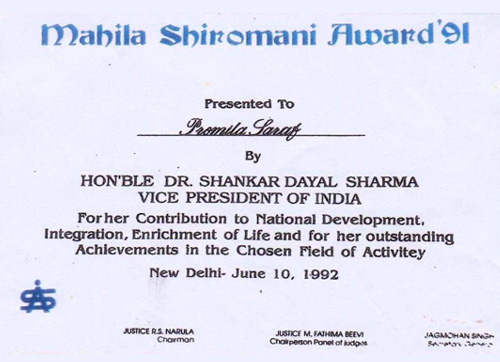 Mahila Shiromani Award '91
Presented To
Promila Saraf
By
HON'BLE DR. SHANKAR DAYAL SHARMA
VICE PRESIDENT OF INDIA
For her Contribution to National Development,
Integration, Enrichment of Life and for her outstanding
Achievements in the Chosen Field of Activitey
New Delhi- June 10, 1992
JUSTICE R.S. NARULA
Chairman
JUSTICE M. FATHIMA BEEVI
Chairperson Panel of Judges
JAGMOHAN SINGH